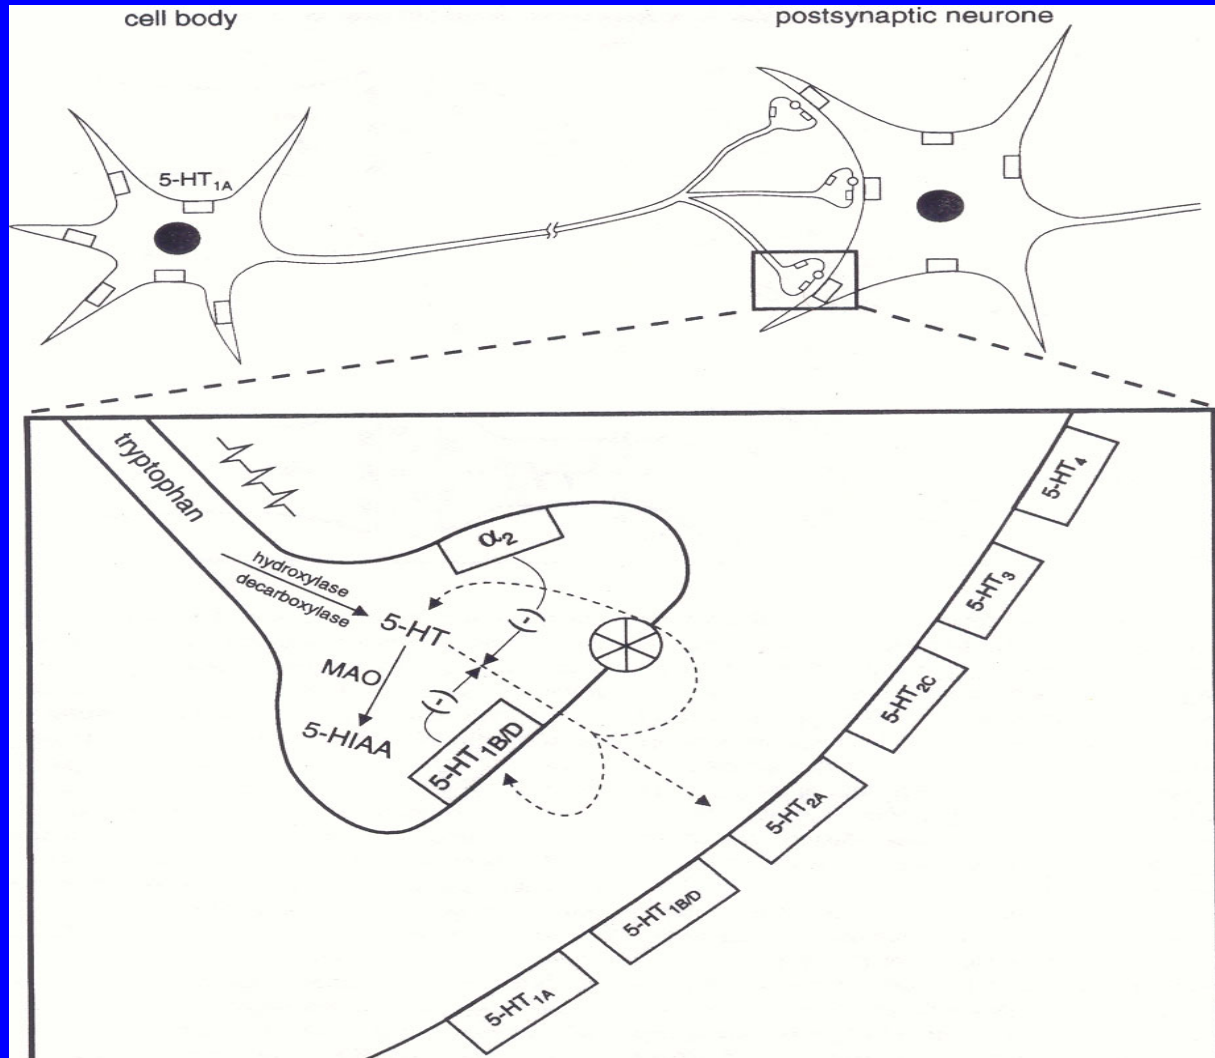 cell body
postsynaptic neurone
5-HT1A
tryptophan
hydroxylase
decarboxylase
α2
(-)
5-HT
MAO
(-)
5-HIAA
5-HT1B/D
5-HT4
5-HT3
5-HT2C
5-HT2A
5-HT1B/D
5-HT1A